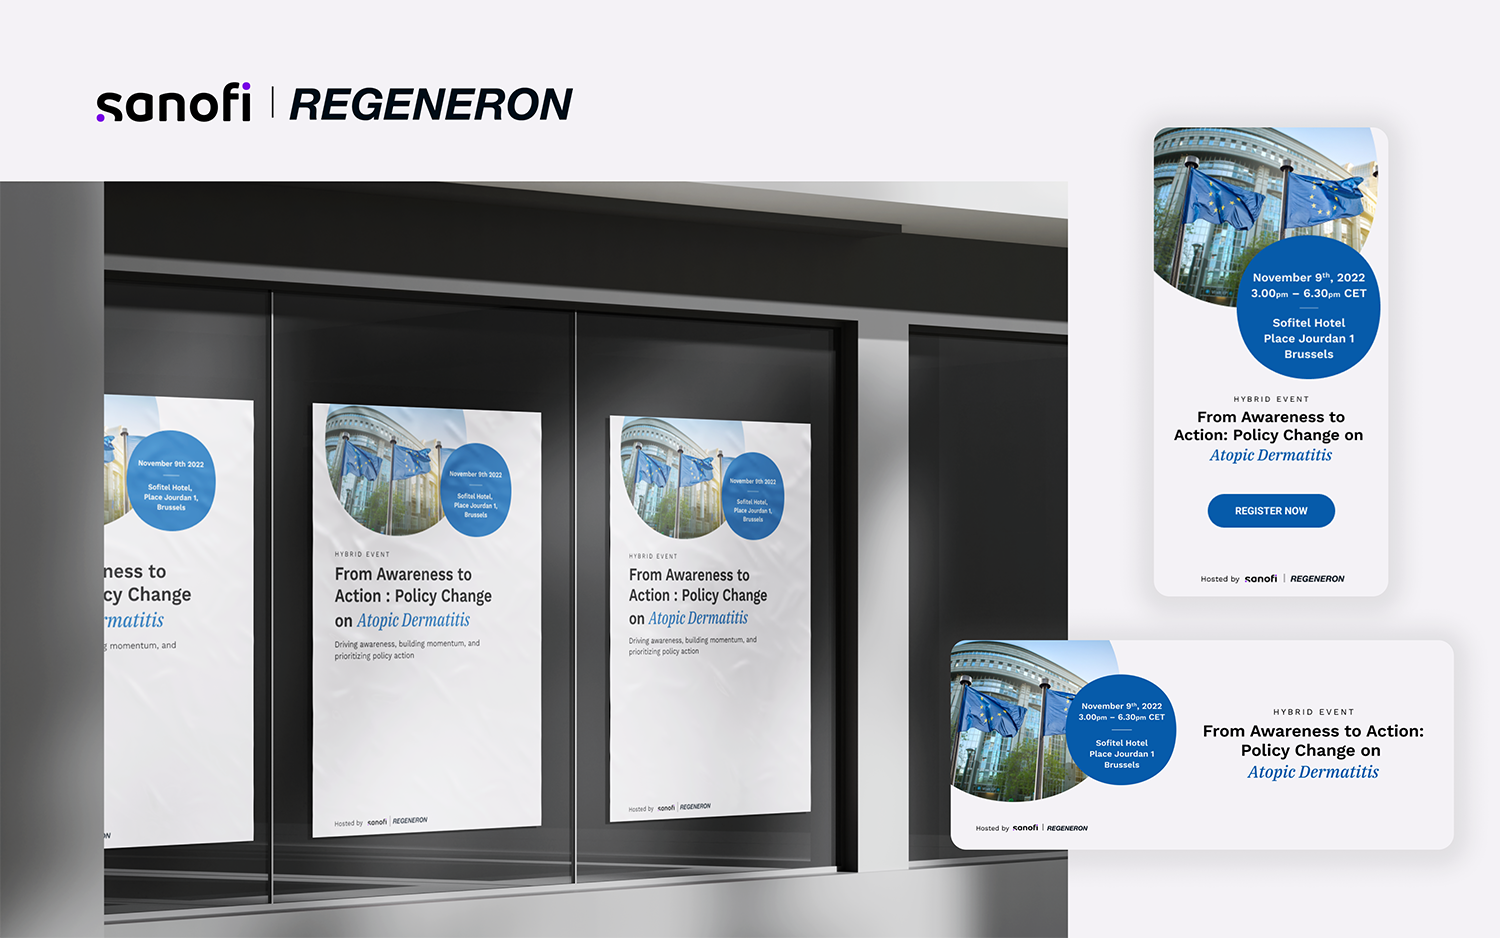 sanofi | REGENERON
November 9th 2022
Sofitel Hotel,
Place Jourdan 1,
Brussels
ness to
cy Change
rmatitis
g momentum, and
N
November 9th 2022
Sofitel Hotel,
Place Jourdan 1,
Brussels
HYBRID EVENT
From Awareness to
Action : Policy Change
on Atopic Dermatitis
Driving awareness, building momentum, and
prioritizing policy action
Hosted by sanofi | REGENERON
November 9th 2022
Sofitel Hotel,
Place Jourdan 1,
Brussels
HYBRID EVENT
From Awareness to
Action : Policy Change
on Atopic Dermatitis
Driving awareness, building momentum, and
prioritizing policy action
Hosted by sanofi | REGENERON
November 9th, 2022
3.00pm – 6.30pm CET
Sofitel Hotel
Place Jourdan 1
Brussels
HYBRID EVENT
From Awareness to
Action: Policy Change on
Atopic Dermatitis
REGISTER NOW
Hosted by sanofi | REGENERON
November 9th, 2022
3.00pm – 6.30pm CET
Sofitel Hotel
Place Jourdan 1
Brussels
HYBRID EVENT
From Awareness to Action:
Policy Change on
Atopic Dermatitis
Hosted by sanofi | REGENERON